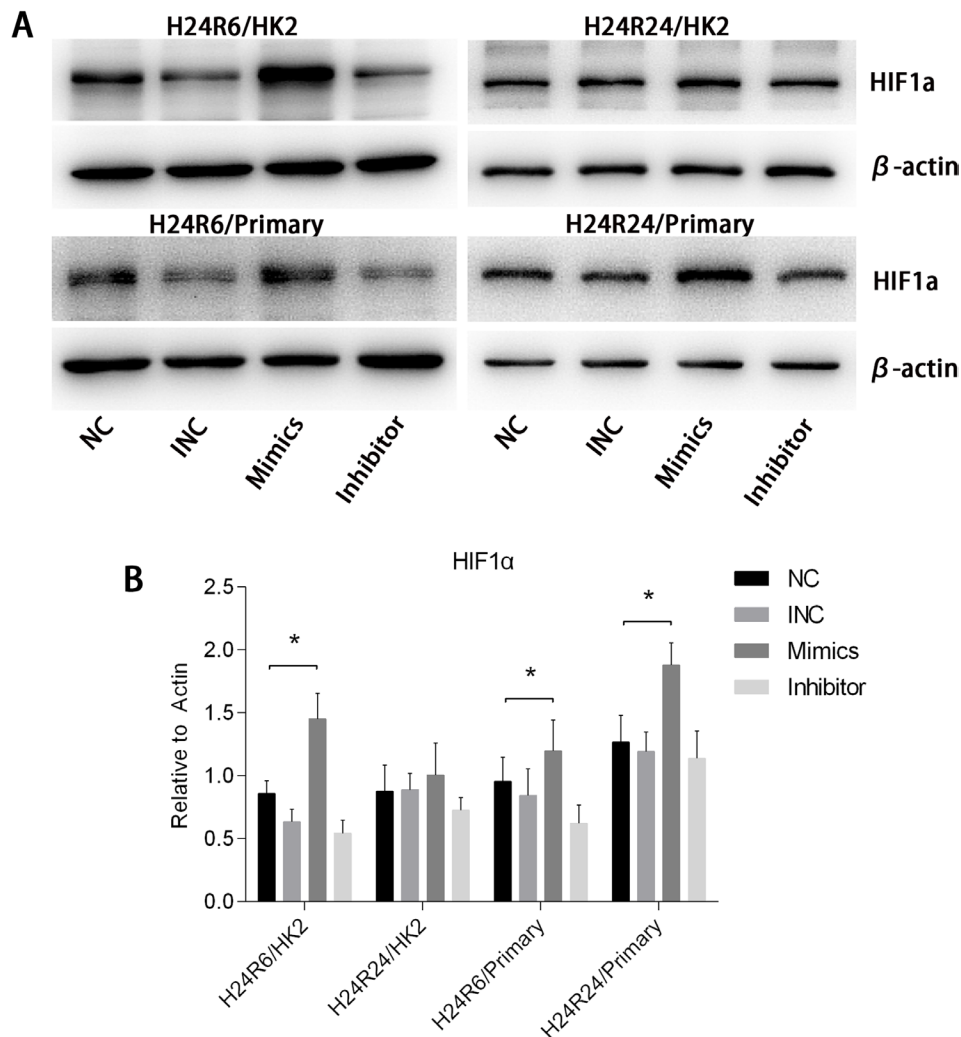 A
H24R6/HK2
H24R24/HK2
HIF1a
β-actin
H24R6/Primary
H24R24/Primary
HIF1a
β-actin
NC
INC
Mimics
Inhibitor
NC
INC
Mimics
Inhibitor
B
HIF1α
NC
INC
Mimics
Inhibitor
Relative to Actin
2.5
2.0
1.5
1.0
0.5
0.0
*
*
*
H24R6/HK2
H24R24/HK2
H24R6/Primary
H24R24/Primary